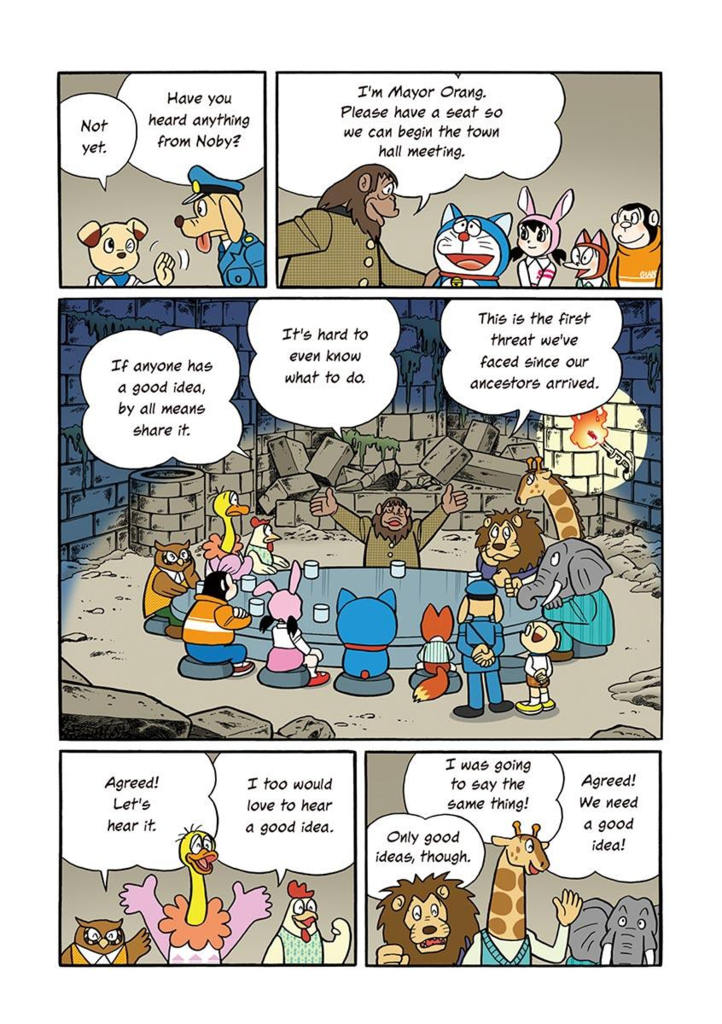 Have you
heard anything
from Noby?
Not
yet.
I'm Mayor Orang.
Please have a seat so
we can begin the town
hall meeting.
GIAN
This is the first
threat we've
faced since our
ancestors arrived.
It's hard to
even know
what to do.
If anyone has
a good idea,
by all means
share it.
Agreed!
Let's
hear it.
I too would
love to hear
a good idea.
I was going
to say the
same thing!
Agreed!
We need
a good
idea!
Only good
ideas, though.